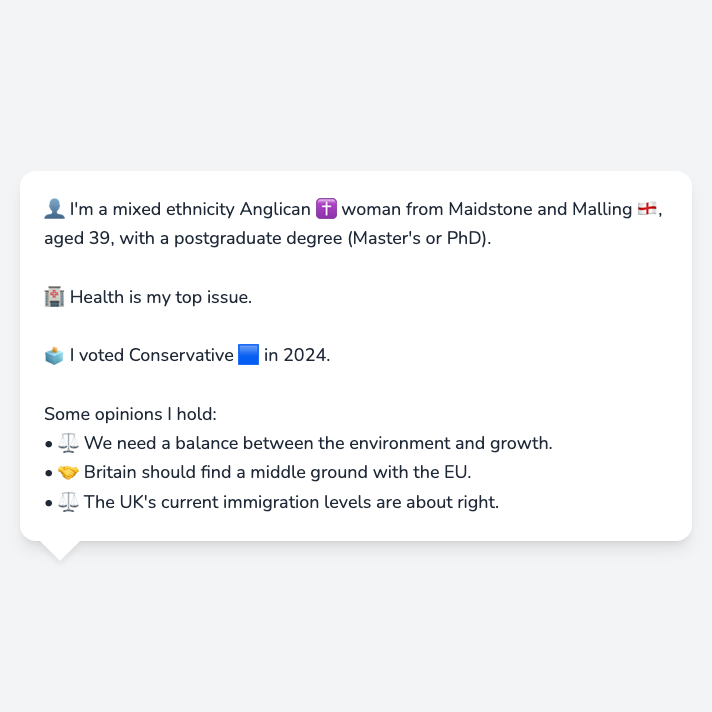 👤 I'm a mixed ethnicity Anglican ✝️ woman from Maidstone and Malling 🏴󠁧󠁢󠁥󠁮󠁧󠁿,
aged 39, with a postgraduate degree (Master's or PhD).
🏥 Health is my top issue.
🗳️ I voted Conservative 🟦 in 2024.
Some opinions I hold:
• ⚖️ We need a balance between the environment and growth.
• 🤝 Britain should find a middle ground with the EU.
• ⚖️ The UK's current immigration levels are about right.